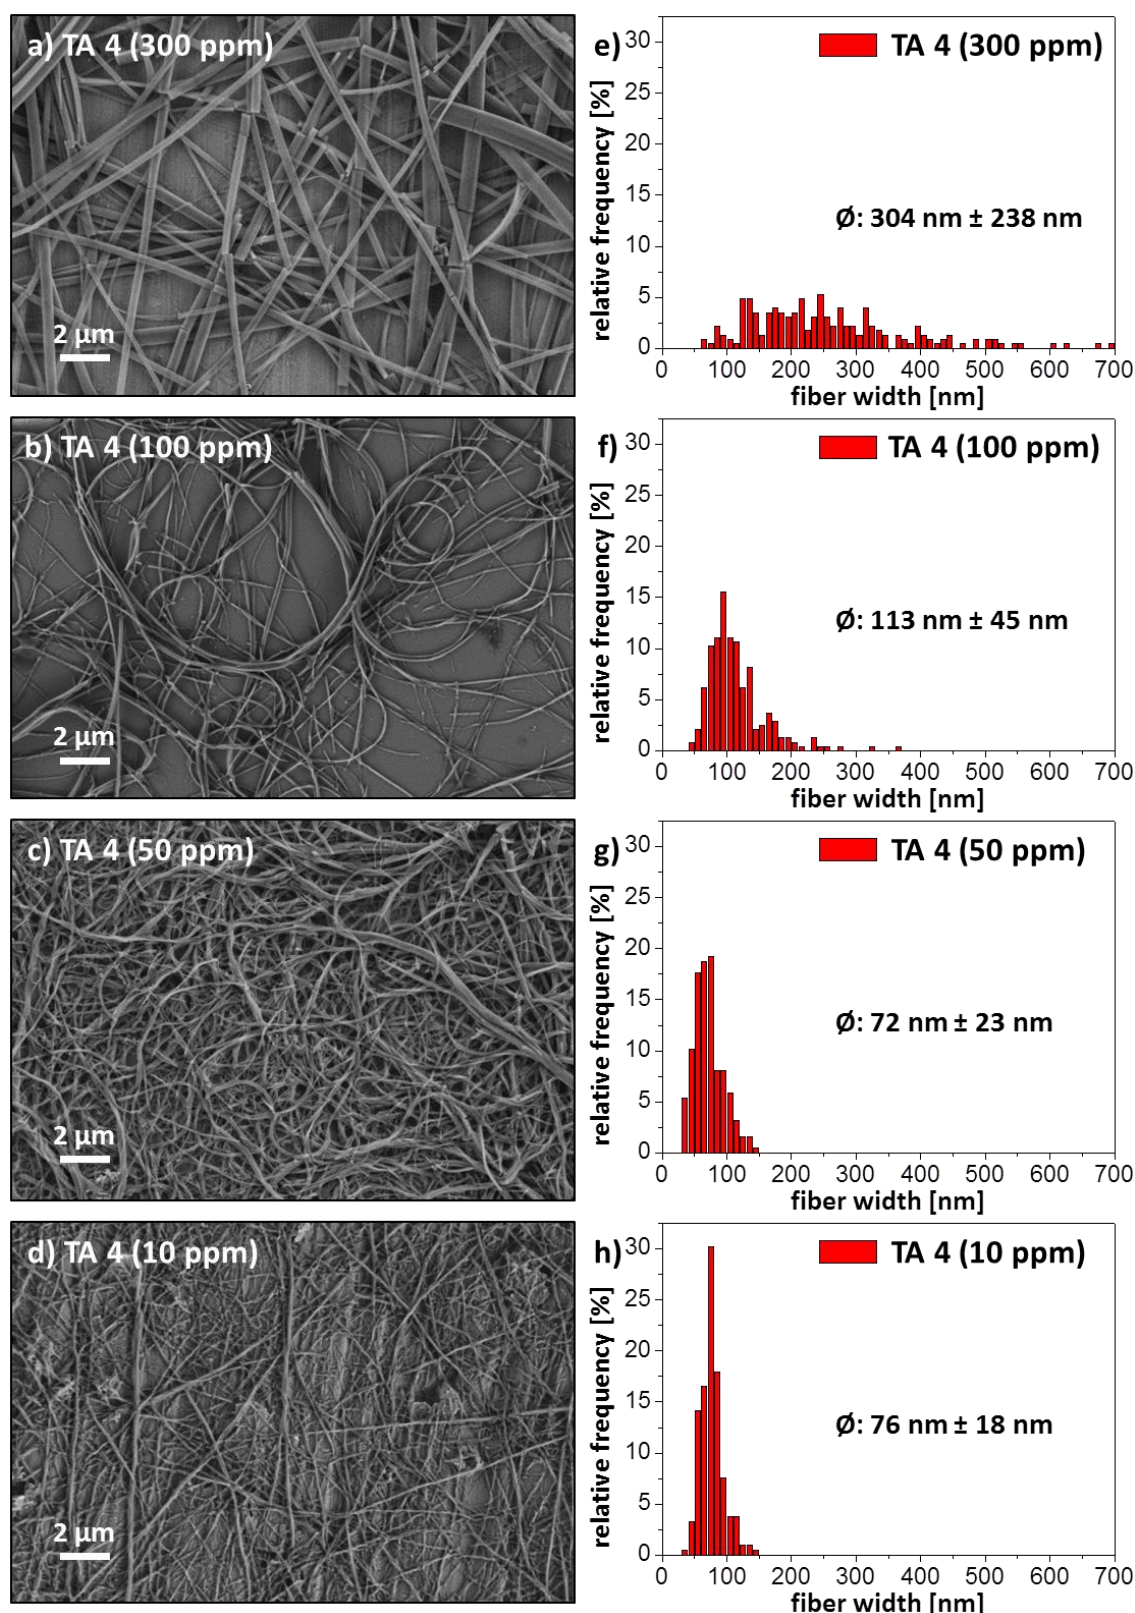 a) TA 4 (300 ppm)
2 µm
e)
TA 4 (300 ppm)
relative frequency [%]
30
25
20
15
10
5
0
Ø: 304 nm ± 238 nm
0 100 200 300 400 500 600 700
fiber width [nm]
b) TA 4 (100 ppm)
2 µm
f)
TA 4 (100 ppm)
relative frequency [%]
30
25
20
15
10
5
0
Ø: 113 nm ± 45 nm
0 100 200 300 400 500 600 700
fiber width [nm]
c) TA 4 (50 ppm)
2 µm
g)
TA 4 (50 ppm)
relative frequency [%]
30
25
20
15
10
5
0
Ø: 72 nm ± 23 nm
0 100 200 300 400 500 600 700
fiber width [nm]
d) TA 4 (10 ppm)
2 µm
h)
TA 4 (10 ppm)
relative frequency [%]
30
25
20
15
10
5
0
Ø: 76 nm ± 18 nm
0 100 200 300 400 500 600 700
fiber width [nm]